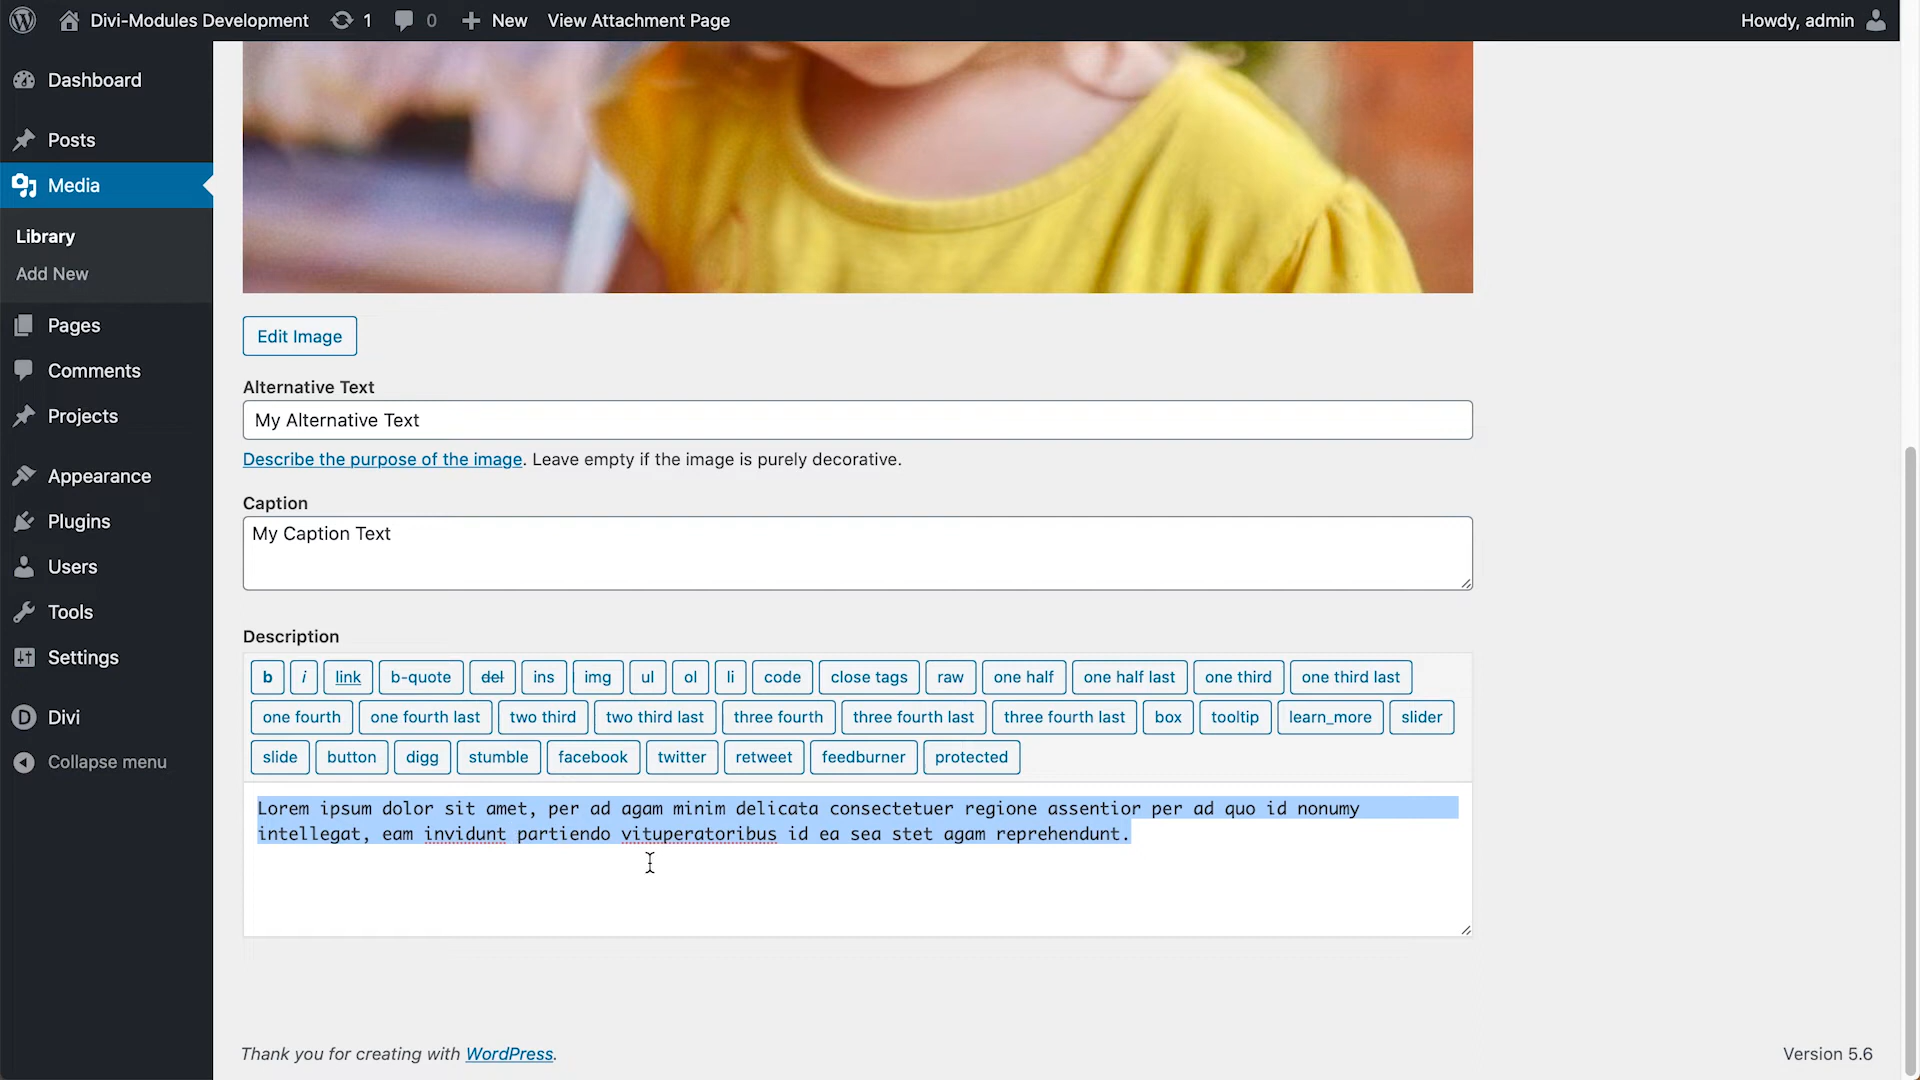 Divi-Modules Development 1 0 New View Attachment Page Howdy, admin
Dashboard
Posts
Media
Library
Add New
Pages
Comments
Projects
Appearance
Plugins
Users
Tools
Settings
Divi
Collapse menu
Edit Image
Alternative Text
My Alternative Text
Describe the purpose of the image. Leave empty if the image is purely decorative.
Caption
My Caption Text
Description
b i link b-quote del ins img ul ol li code close tags raw one half one half last one third one third last
one fourth one fourth last two third two third last three fourth three fourth last three fourth last box tooltip learn_more slider
slide button digg stumble facebook twitter retweet feedburner protected
Lorem ipsum dolor sit amet, per ad agam minim delicata consectetuer regione assentior per ad quo id nonumy
intellegat, eam invidunt partiendo vituperatoribus id ea sea stet agam reprehendunt.
Thank you for creating with WordPress.
Version 5.6